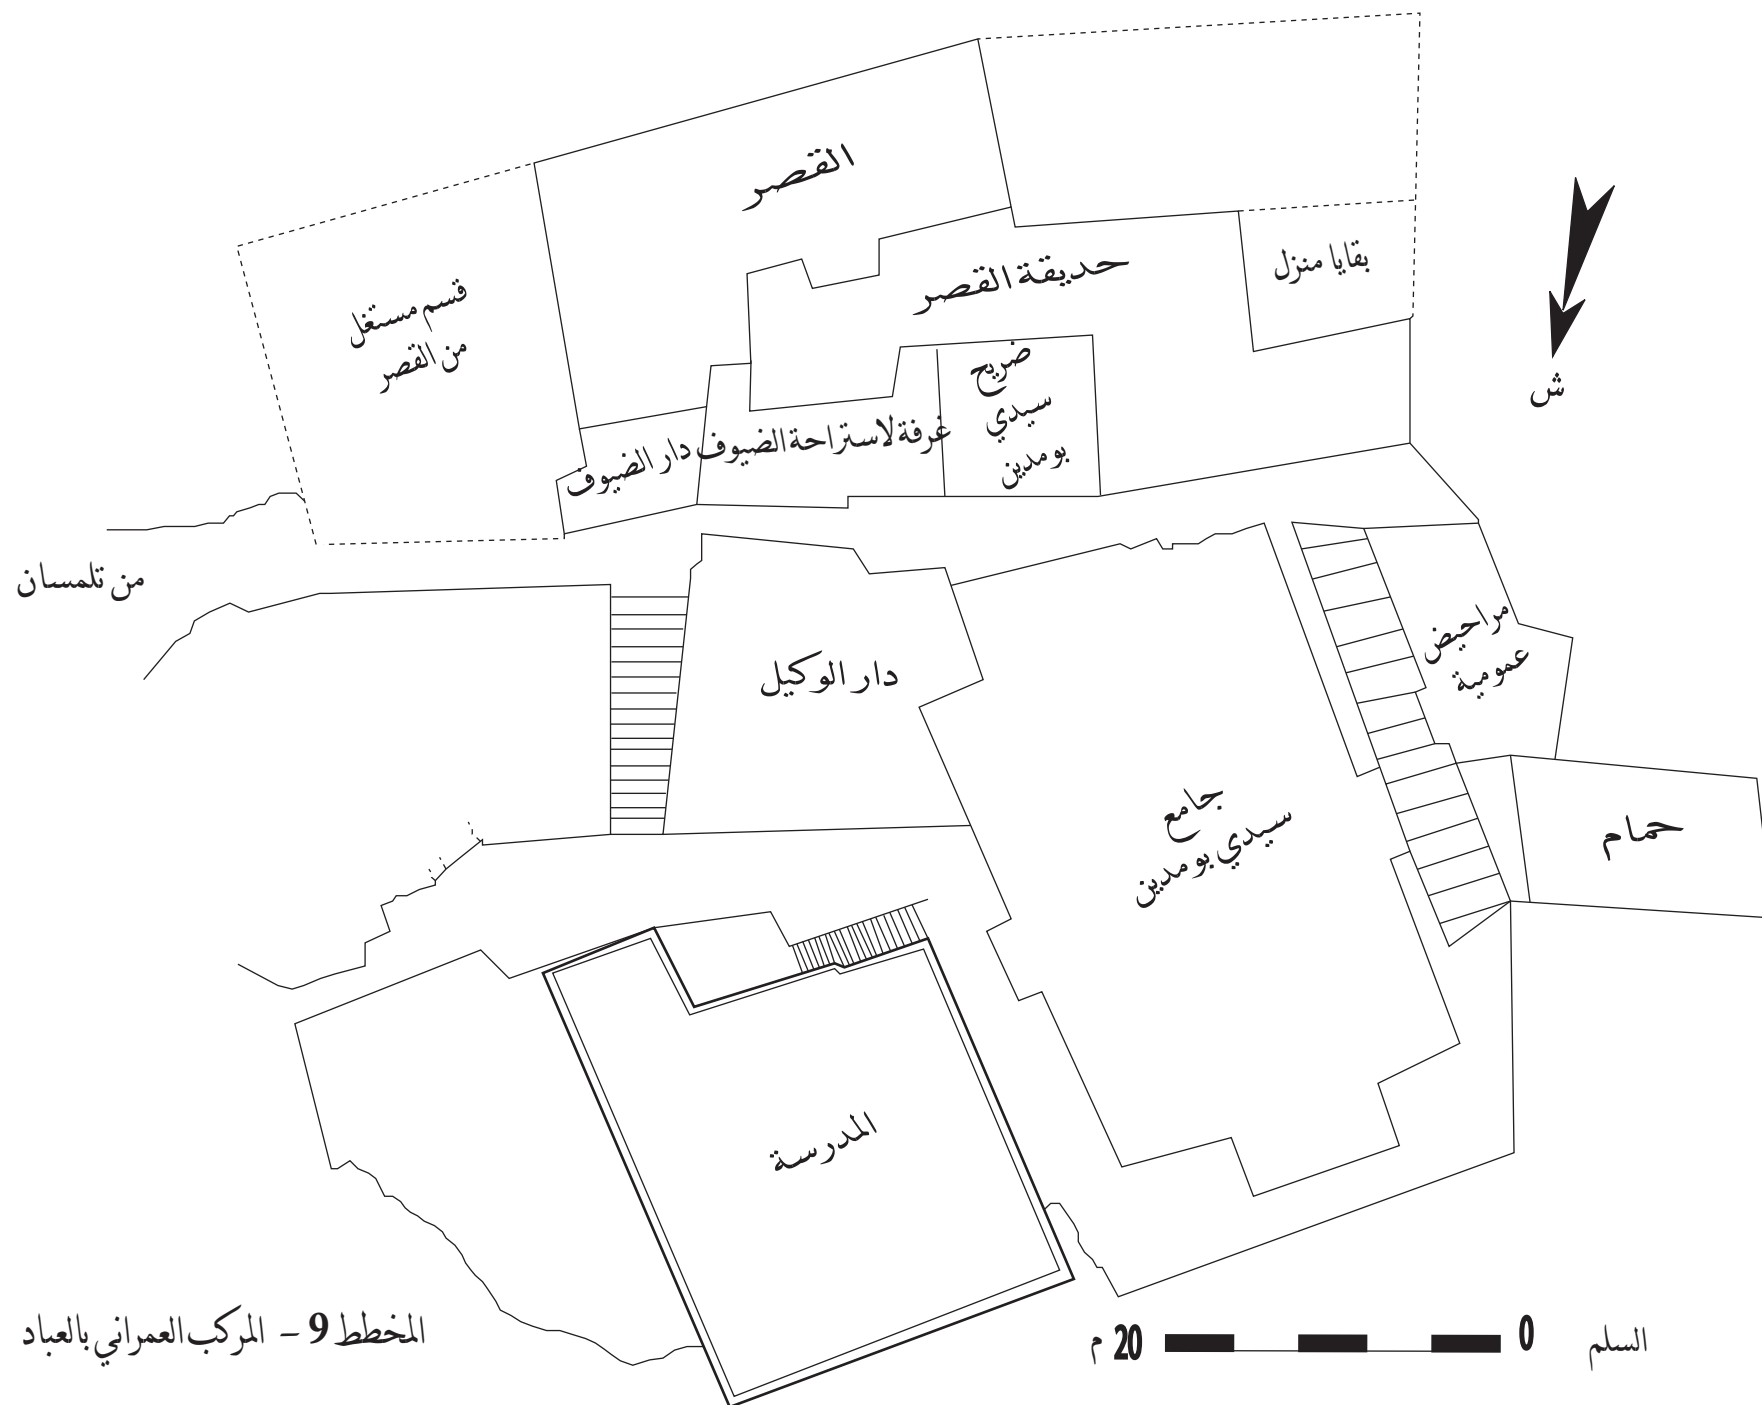 القصر
حديقة القصر
بقايا منزل
قسم مستغل
من القصر
ضريح
سيدي
بومدين
غرفة لاستراحة الضيوف
دار الضيوف
ش
من تلمسان
دار الوكيل
مراحيض
عمومية
جامع
سيدي بومدين
حمام
المدرسة
السلم 0 20 م
المخطط 9 – المركب العمراني بالعباد